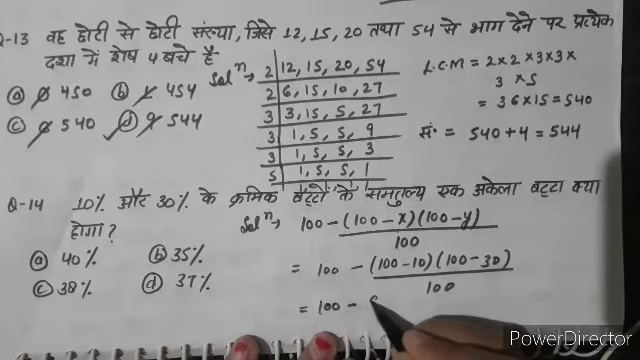 Q-13 वह छोटी से छोटी संख्या, जिसे 12, 15, 20 तथा 54 से भाग देने पर प्रत्येक
दशा में शेष 4 बचे है
(a) 450 (b) 454
(c) 540 (d) 544
Solⁿ→
2 | 12, 15, 20, 54
2 | 6, 15, 10, 27
3 | 3, 15, 5, 27
3 | 1, 5, 5, 9
3 | 1, 5, 5, 3
5 | 1, 5, 5, 1
L.C.M = 2×2×3×3×
3×5
= 36×15 = 540
सं॰ = 540+4 = 544
Q-14 10% और 30% के क्रमिक बट्टों के समतुल्य एक अकेला बट्टा क्या
होगा?
(a) 40% (b) 35%
(c) 38% (d) 37%
Solⁿ→ 100 - (100-x)(100-y)
100
= 100 - (100-10)(100-30)
100
= 100 -
PowerDirector